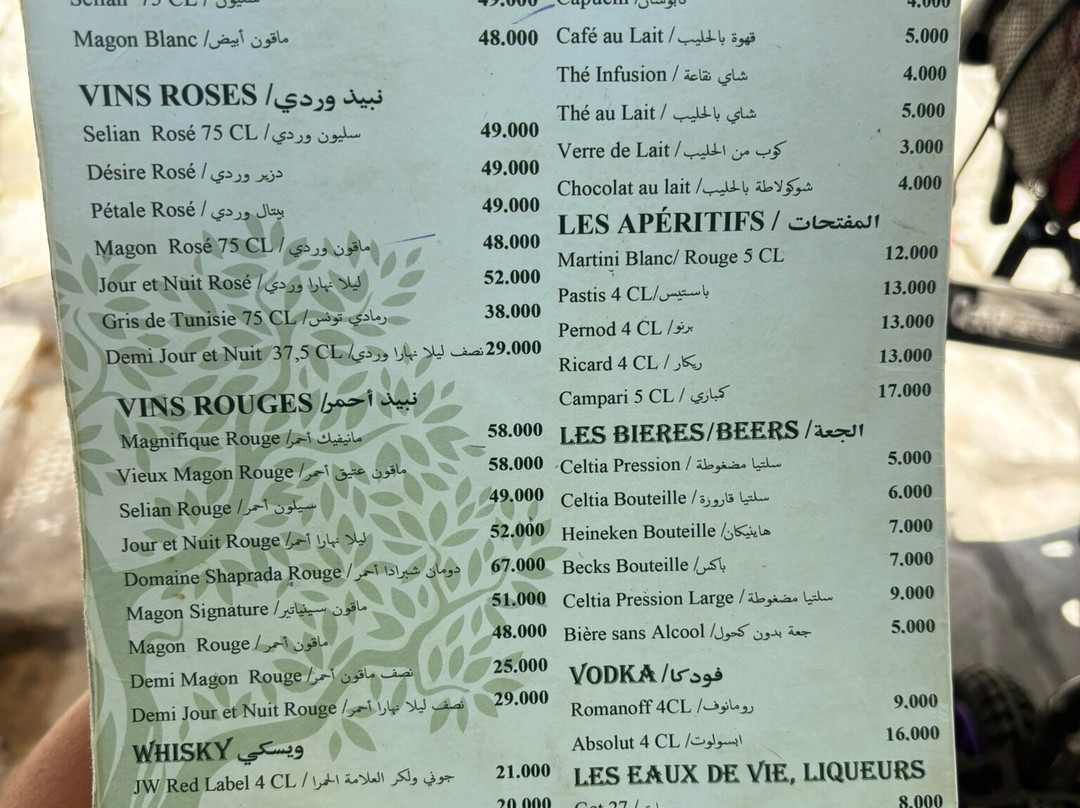 48.000 Magon Blanc /ماقون أبيض
VINS ROSES /نبيذ وردي
Selian Rosé 75 CL /سليون وردي 49.000
Désire Rosé /دزير وردي 49.000
Pétale Rosé /بيتال وردي 49.000
Magon Rosé 75 CL /ماقون وردي 48.000
Jour et Nuit Rosé /ليلا نهارا وردي 52.000
Gris de Tunisie 75 CL /رمادي تونس 38.000
Demi Jour et Nuit 37,5 CL /نصف ليلا نهارا وردي 29.000
VINS ROUGES /نبيذ أحمر
Magnifique Rouge /مانيفيك أحمر 58.000
Vieux Magon Rouge /ماقون عتيق أحمر 58.000
Selian Rouge /سيلون أحمر 49.000
Jour et Nuit Rouge /ليلا نهارا أحمر 52.000
Domaine Shaprada Rouge /دومان شبرادا أحمر 67.000
Magon Signature /ماقون سينياتير 51.000
Magon Rouge /ماقون أحمر 48.000
Demi Magon Rouge /نصف ماقون أحمر 25.000
Demi Jour et Nuit Rouge /نصف ليلا نهارا أحمر 29.000
WHISKY ويسكي
JW Red Label 4 CL /جوني ولكر العلامة الحمرا 21.000
20.000
4.000
Café au Lait /قهوة بالحليب 5.000
Thé Infusion / شاي نقاعة 4.000
Thé au Lait / شاي بالحليب 5.000
Verre de Lait /كوب من الحليب 3.000
Chocolat au lait /شوكولاطة بالحليب 4.000
LES APÉRITIFS / المفتحات
Martini Blanc/ Rouge 5 CL 12.000
Pastis 4 CL/باستيس 13.000
Pernod 4 CL /برنو 13.000
Ricard 4 CL / ريكار 13.000
Campari 5 CL / كمباري 17.000
LES BIERES/BEERS /الجعة
Celtia Pression / سلتيا مضغوطة 5.000
Celtia Bouteille / سلتيا قارورة 6.000
Heineken Bouteille /هاينيكان 7.000
Becks Bouteille /باكس 7.000
Celtia Pression Large / سلتيا مضغوطة 9.000
Bière sans Alcool /جعة بدون كحول 5.000
VODKA /فودكا
Romanoff 4CL /رومانوف 9.000
Absolut 4 CL /ابسولوت 16.000
LES EAUX DE VIE, LIQUEURS
8.000